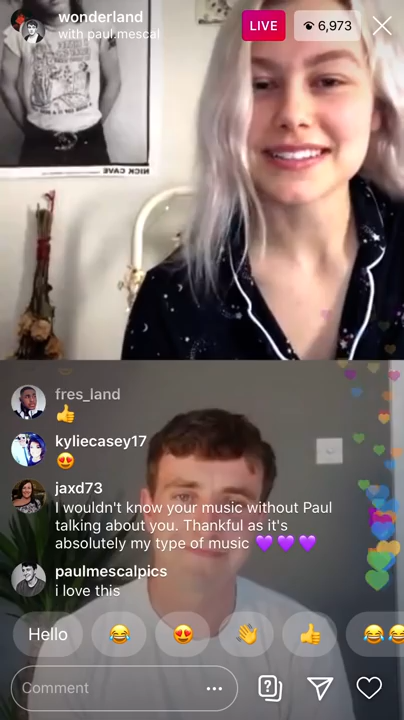 wonderland
with paul.mescal
LIVE
6,973
NICK CAVE
fres_land
👍
kyliecasey17
😍
jaxd73
I wouldn't know your music without Paul
talking about you. Thankful as it's
absolutely my type of music 💜💜💜
paulmescalpics
i love this
Hello 😂 😍 👋 👍 😂
Comment